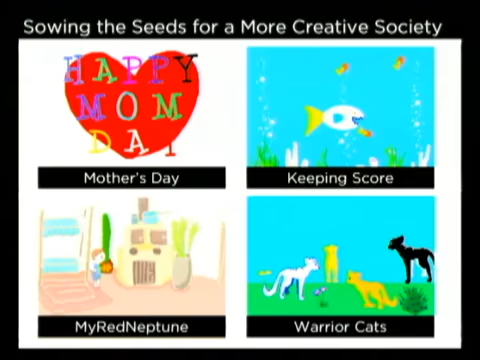 Sowing the Seeds for a More Creative Society
HAPPY
MOM
DAY
Mother's Day
Keeping Score
MyRedNeptune
Warrior Cats